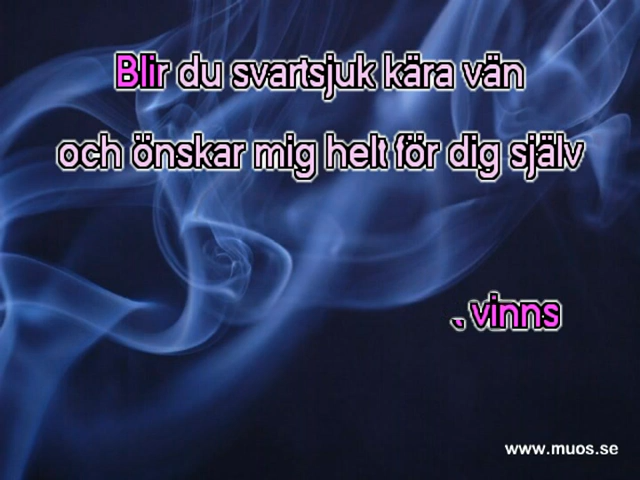 Blir du svartsjuk kära vän
och önskar mig helt för dig själv
vinns
www.muos.se